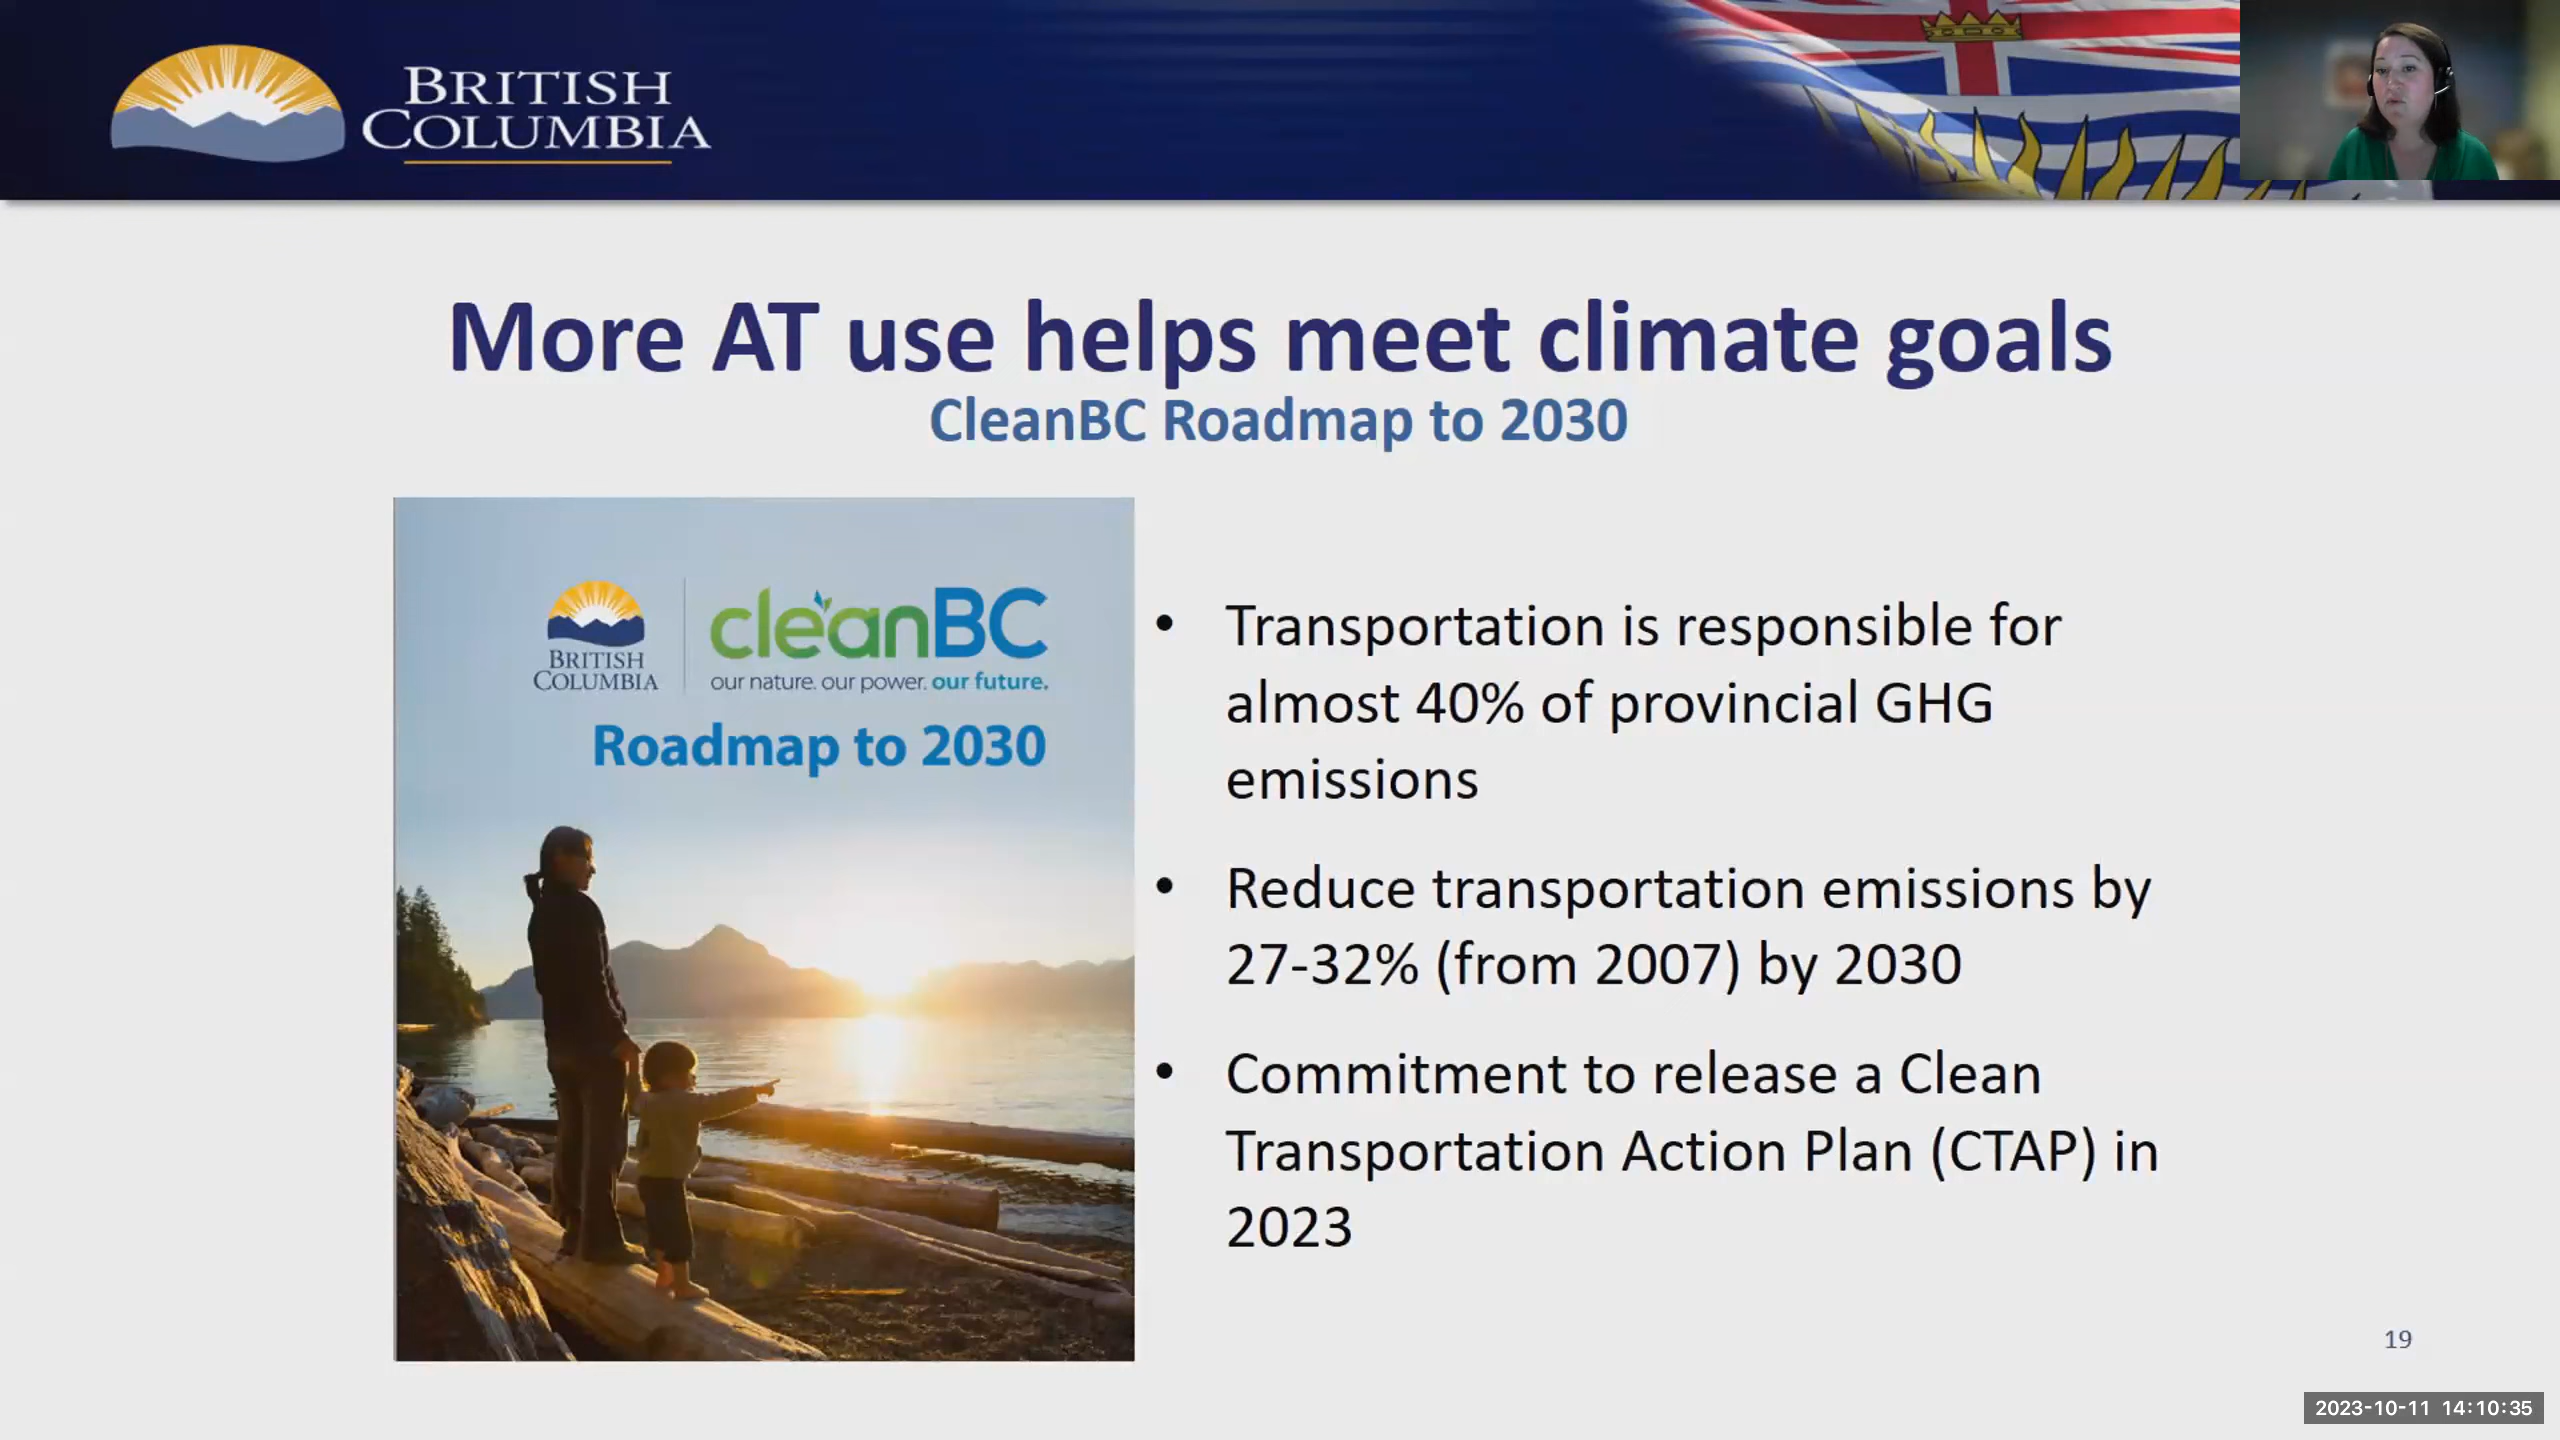 BRITISH
COLUMBIA
More AT use helps meet climate goals
CleanBC Roadmap to 2030
BRITISH
COLUMBIA
cleanBC
our nature. our power. our future.
Roadmap to 2030
• Transportation is responsible for
almost 40% of provincial GHG
emissions
• Reduce transportation emissions by
27-32% (from 2007) by 2030
• Commitment to release a Clean
Transportation Action Plan (CTAP) in
2023
19
2023-10-11 14:10:35